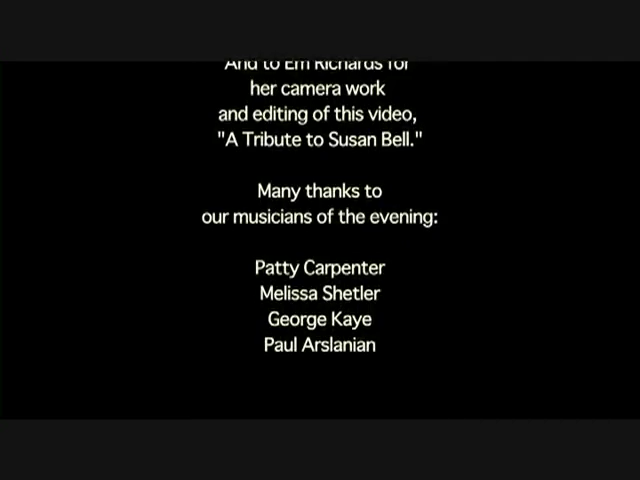 And to Em Richards for
her camera work
and editing of this video,
"A Tribute to Susan Bell."
Many thanks to
our musicians of the evening:
Patty Carpenter
Melissa Shetler
George Kaye
Paul Arslanian